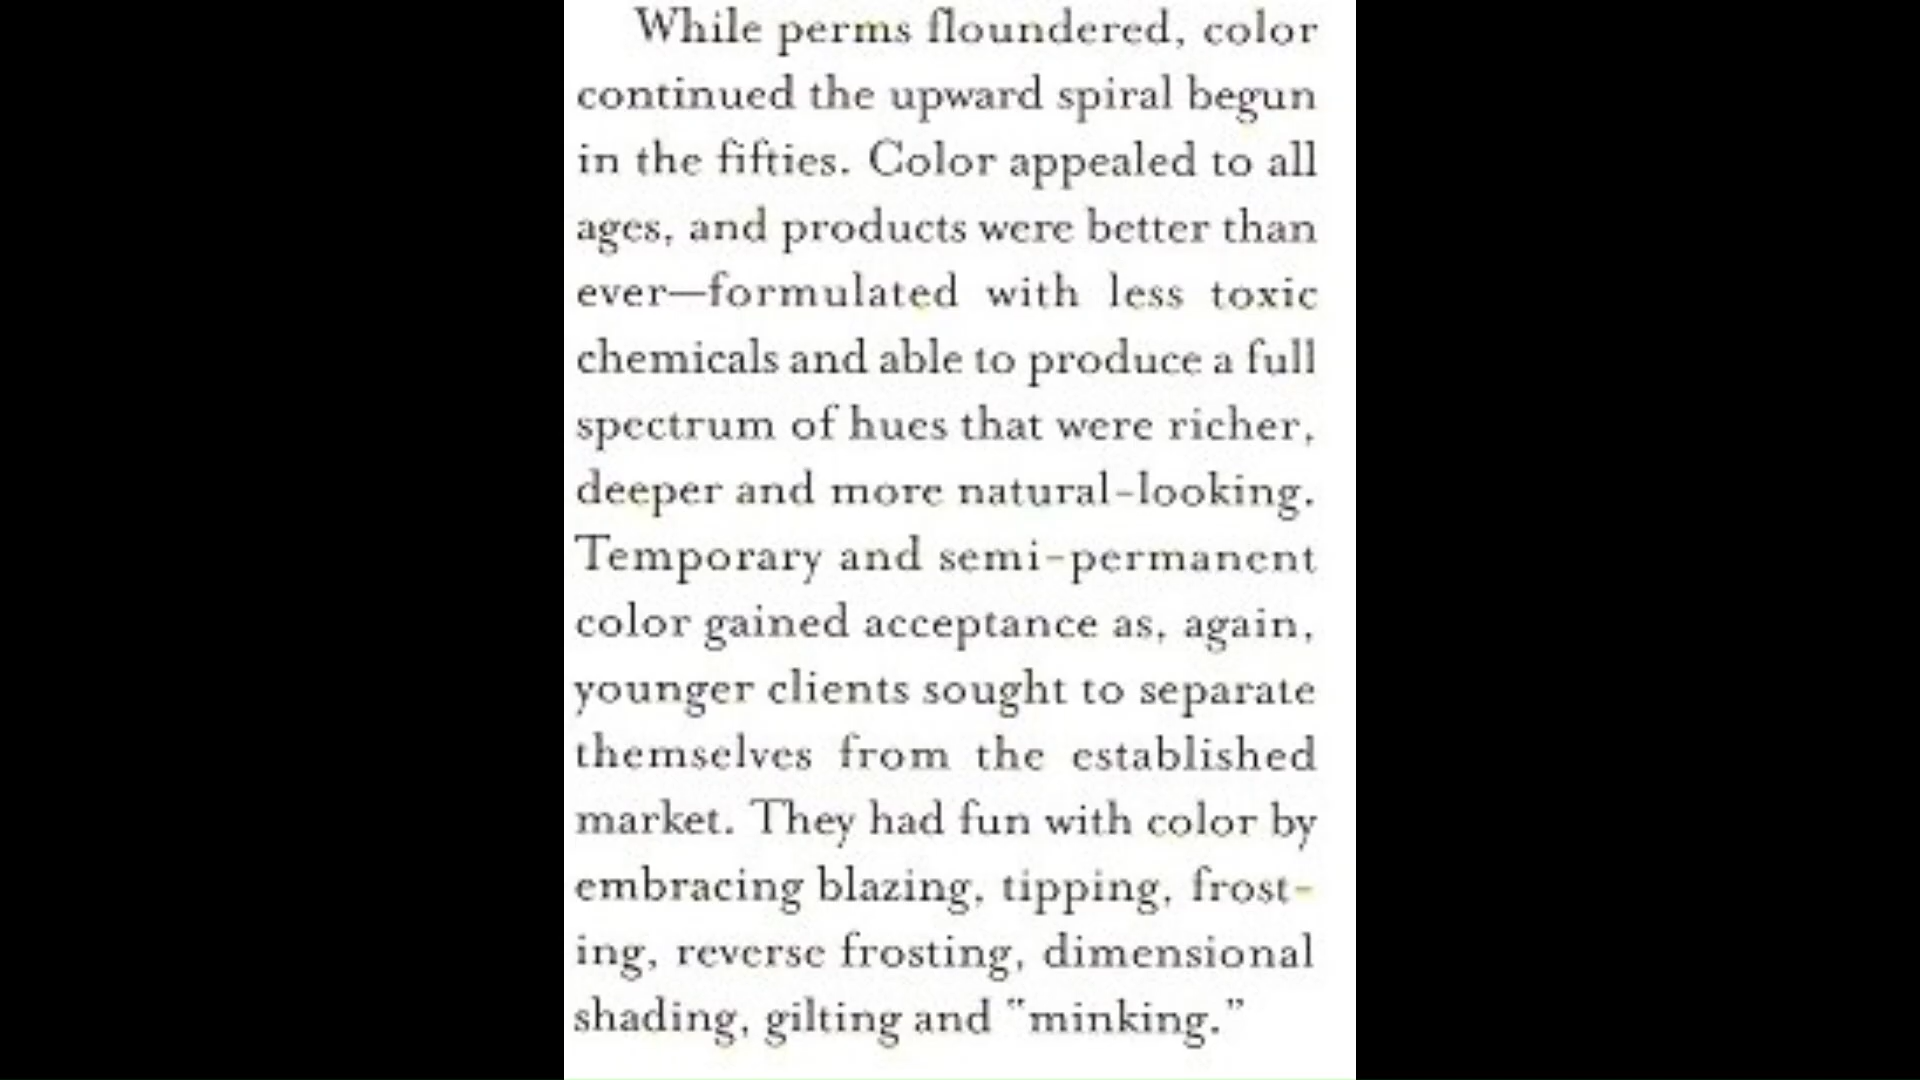 While perms floundered, color
continued the upward spiral begun
in the fifties. Color appealed to all
ages, and products were better than
ever—formulated with less toxic
chemicals and able to produce a full
spectrum of hues that were richer,
deeper and more natural-looking.
Temporary and semi-permanent
color gained acceptance as, again,
younger clients sought to separate
themselves from the established
market. They had fun with color by
embracing blazing, tipping, frost-
ing, reverse frosting, dimensional
shading, gilting and "minking."